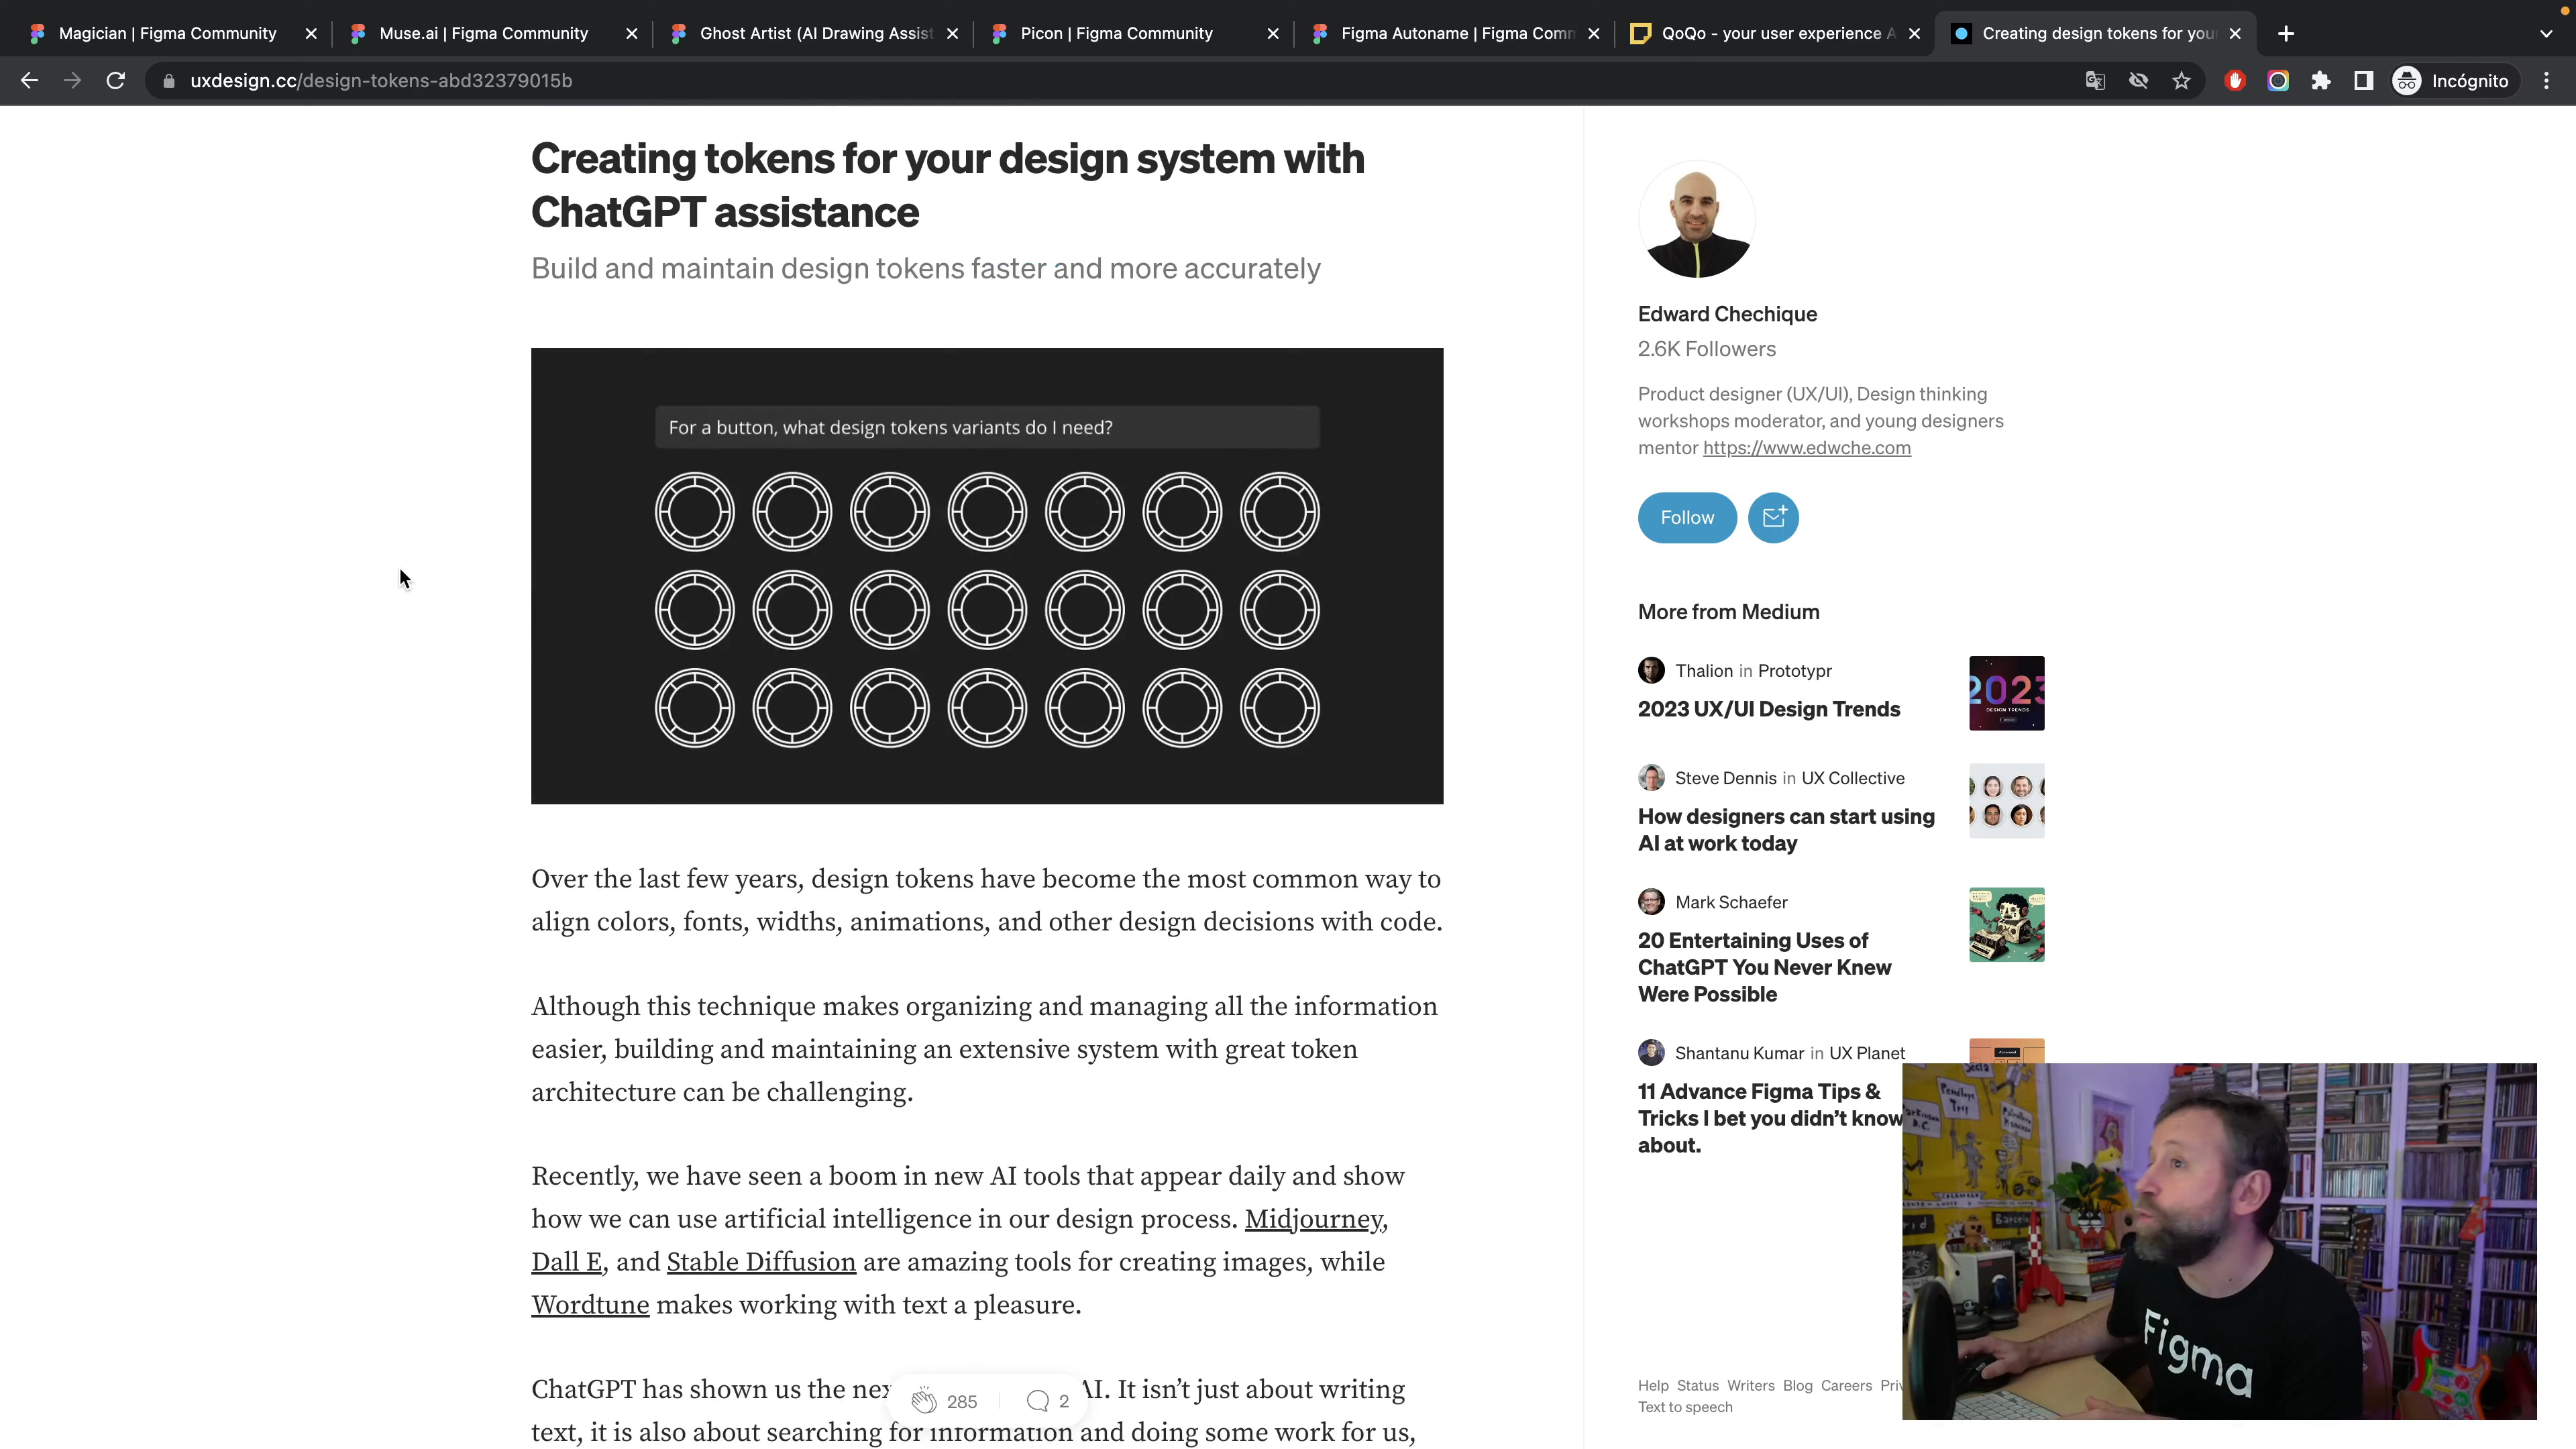 Magician | Figma Community
Muse.ai | Figma Community
Ghost Artist (AI Drawing Assist
Picon | Figma Community
Figma Autoname | Figma Comm
QoQo - your user experience A
Creating design tokens for your
uxdesign.cc/design-tokens-abd32379015b
Incógnito
Creating tokens for your design system with
ChatGPT assistance
Build and maintain design tokens faster and more accurately
For a button, what design tokens variants do I need?
Over the last few years, design tokens have become the most common way to
align colors, fonts, widths, animations, and other design decisions with code.
Although this technique makes organizing and managing all the information
easier, building and maintaining an extensive system with great token
architecture can be challenging.
Recently, we have seen a boom in new AI tools that appear daily and show
how we can use artificial intelligence in our design process. Midjourney,
Dall E, and Stable Diffusion are amazing tools for creating images, while
Wordtune makes working with text a pleasure.
ChatGPT has shown us the nex AI. It isn't just about writing
285
2
text, it is also about searching for information and doing some work for us,
Edward Chechique
2.6K Followers
Product designer (UX/UI), Design thinking
workshops moderator, and young designers
mentor https://www.edwche.com
Follow
More from Medium
Thalion in Prototypr
2023 UX/UI Design Trends
2023
DESIGN TRENDS
Steve Dennis in UX Collective
How designers can start using
AI at work today
Mark Schaefer
20 Entertaining Uses of
ChatGPT You Never Knew
Were Possible
Shantanu Kumar in UX Planet
11 Advance Figma Tips &
Tricks I bet you didn't know
about.
Help Status Writers Blog Careers Priv
Text to speech
Figma